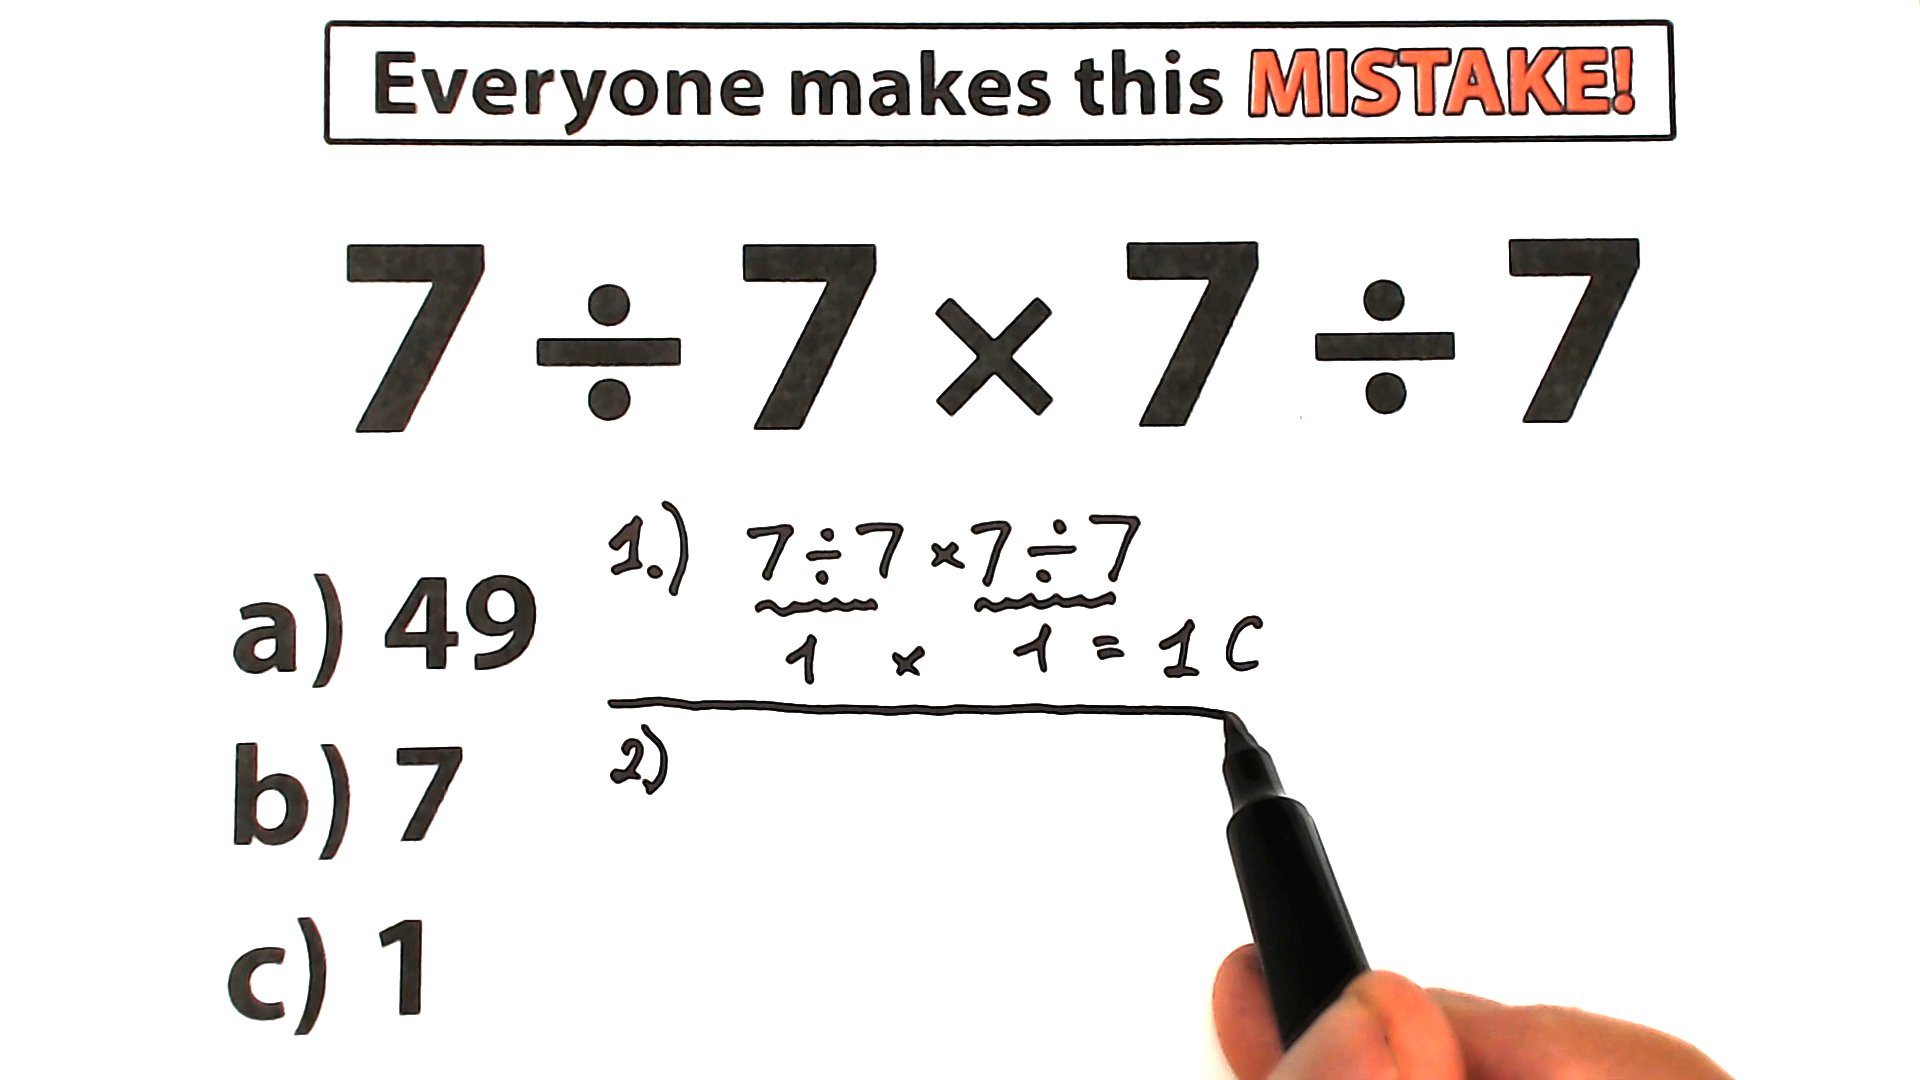 Everyone makes this MISTAKE!
7 ÷ 7 × 7 ÷ 7
a) 49
b) 7
c) 1
1.) 7 ÷ 7 × 7 ÷ 7
1 × 1 = 1 C
2)